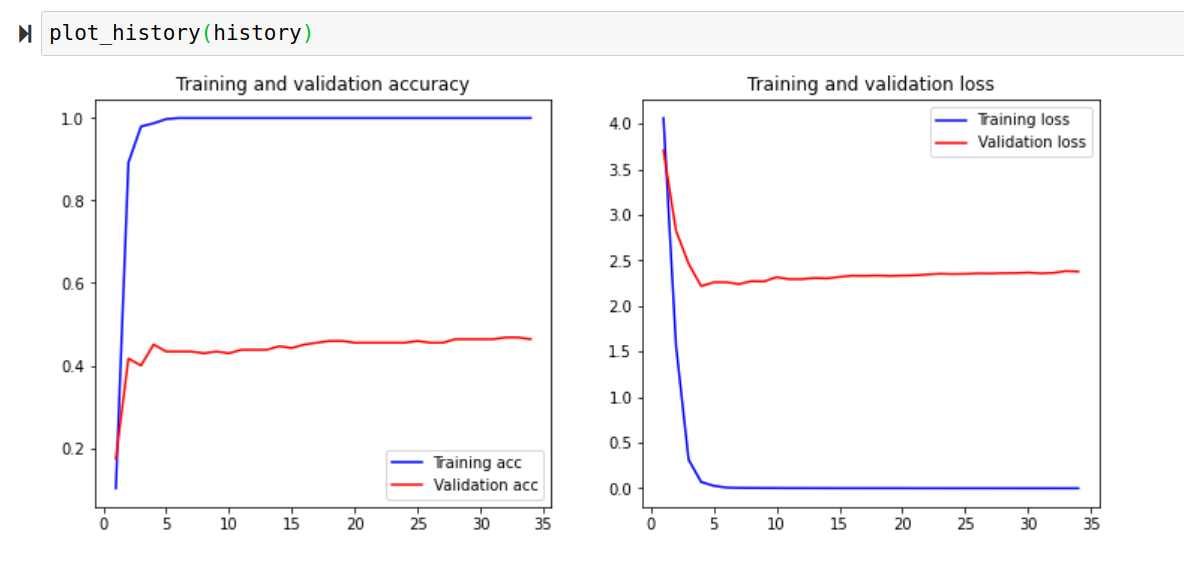 plot_history(history)
Training and validation accuracy
1.0
0.8
0.6
0.4
0.2
Training acc
Validation acc
0 5 10 15 20 25 30 35
Training and validation loss
4.0
3.5
3.0
2.5
2.0
1.5
1.0
0.5
0.0
Training loss
Validation loss
0 5 10 15 20 25 30 35